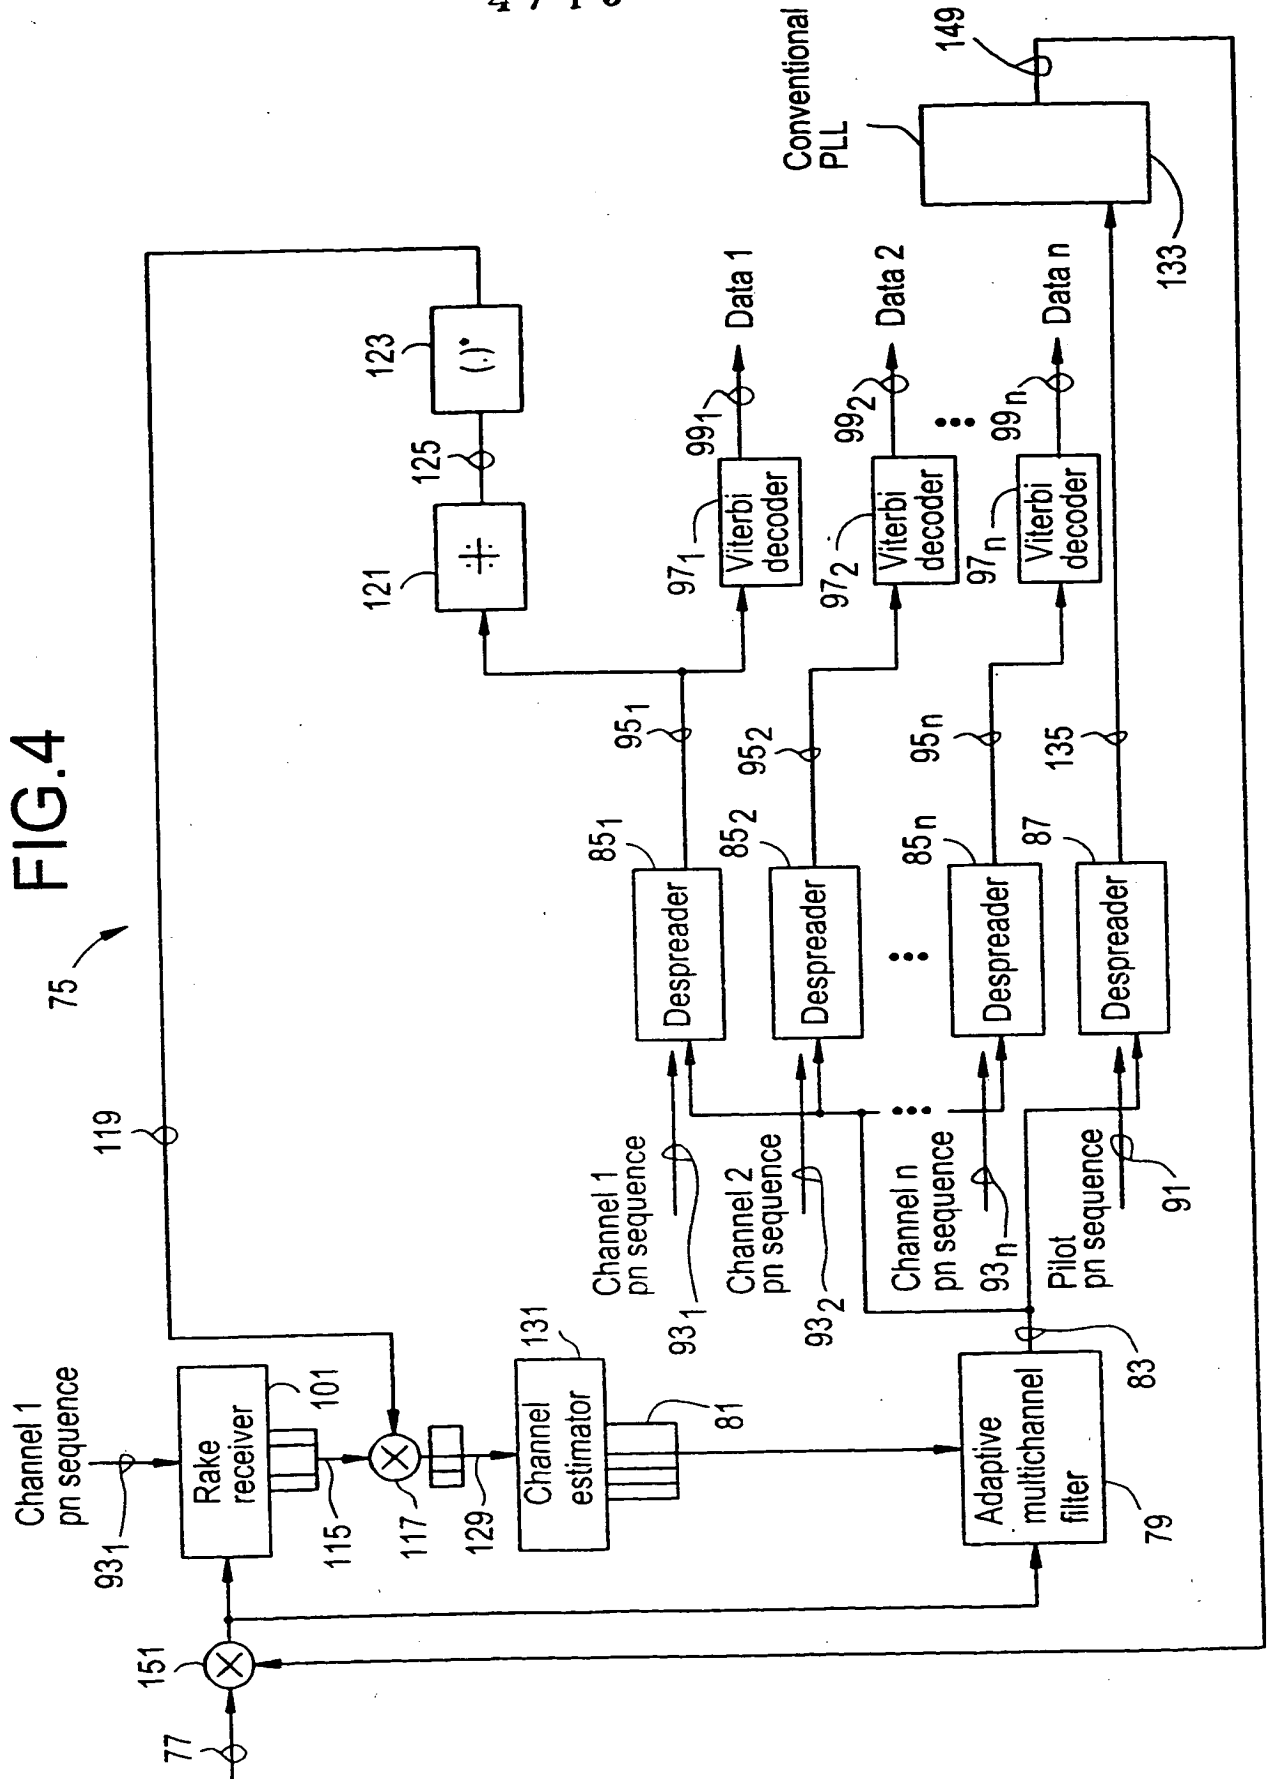 FIG.4
75
77
151
Channel 1
pn sequence
931
Rake
receiver
101
115
117
119
129
Channel
estimator
131
81
Adaptive
multichannel
filter
79
83
Channel 1
pn sequence
931
Channel 2
pn sequence
932
Channel n
pn sequence
93n
Pilot
pn sequence
91
Despreader
851
Despreader
852
Despreader
85n
Despreader
87
951
952
95n
135
121
125
(.)*
123
Viterbi
decoder
971
991
Data 1
Viterbi
decoder
972
992
Data 2
Viterbi
decoder
97n
99n
Data n
Conventional
PLL
133
149